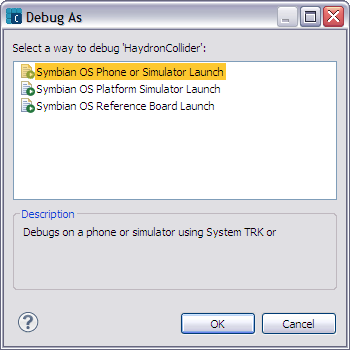 Debug As
Select a way to debug 'HaydronCollider':
Symbian OS Phone or Simulator Launch
Symbian OS Platform Simulator Launch
Symbian OS Reference Board Launch
Description
Debugs on a phone or simulator using System TRK or
OK
Cancel